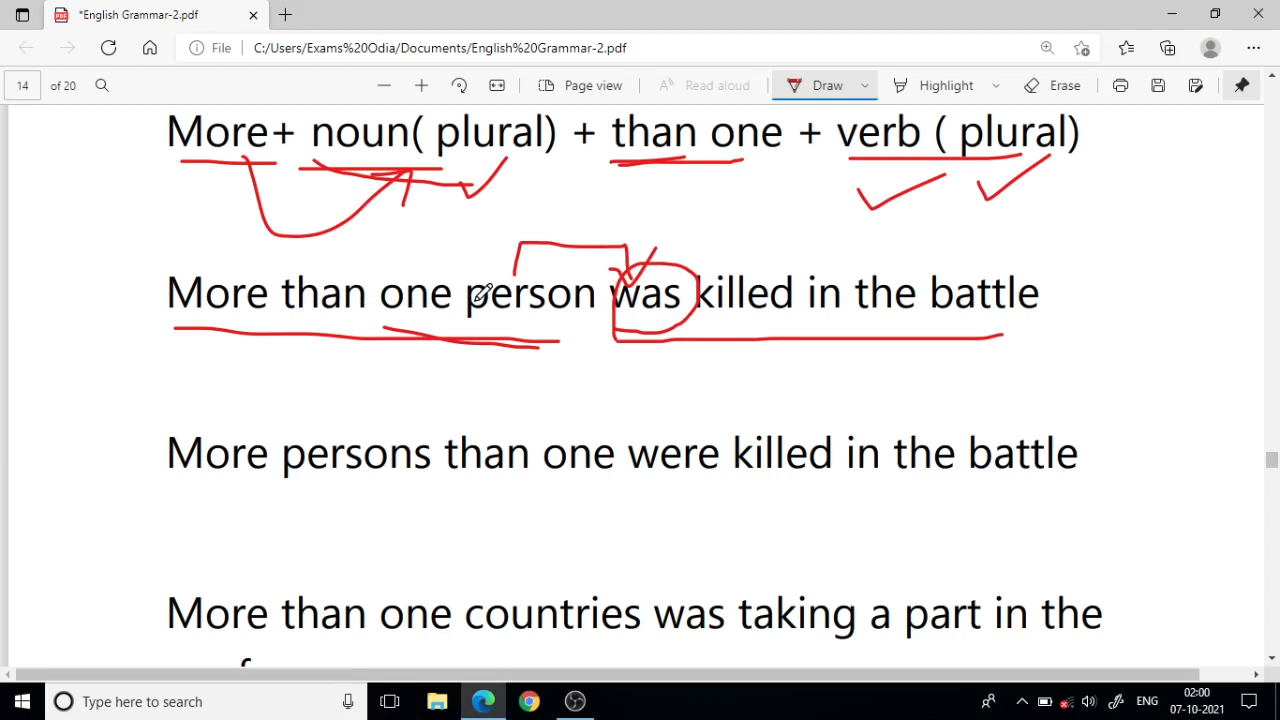 *English Grammar-2.pdf
File C:/Users/Exams%20Odia/Documents/English%20Grammar-2.pdf
14 of 20 Page view Read aloud Draw Highlight Erase
More+ noun( plural) + than one + verb ( plural)
More than one person was killed in the battle
More persons than one were killed in the battle
More than one countries was taking a part in the
Type here to search ENG 02:00
07-10-2021